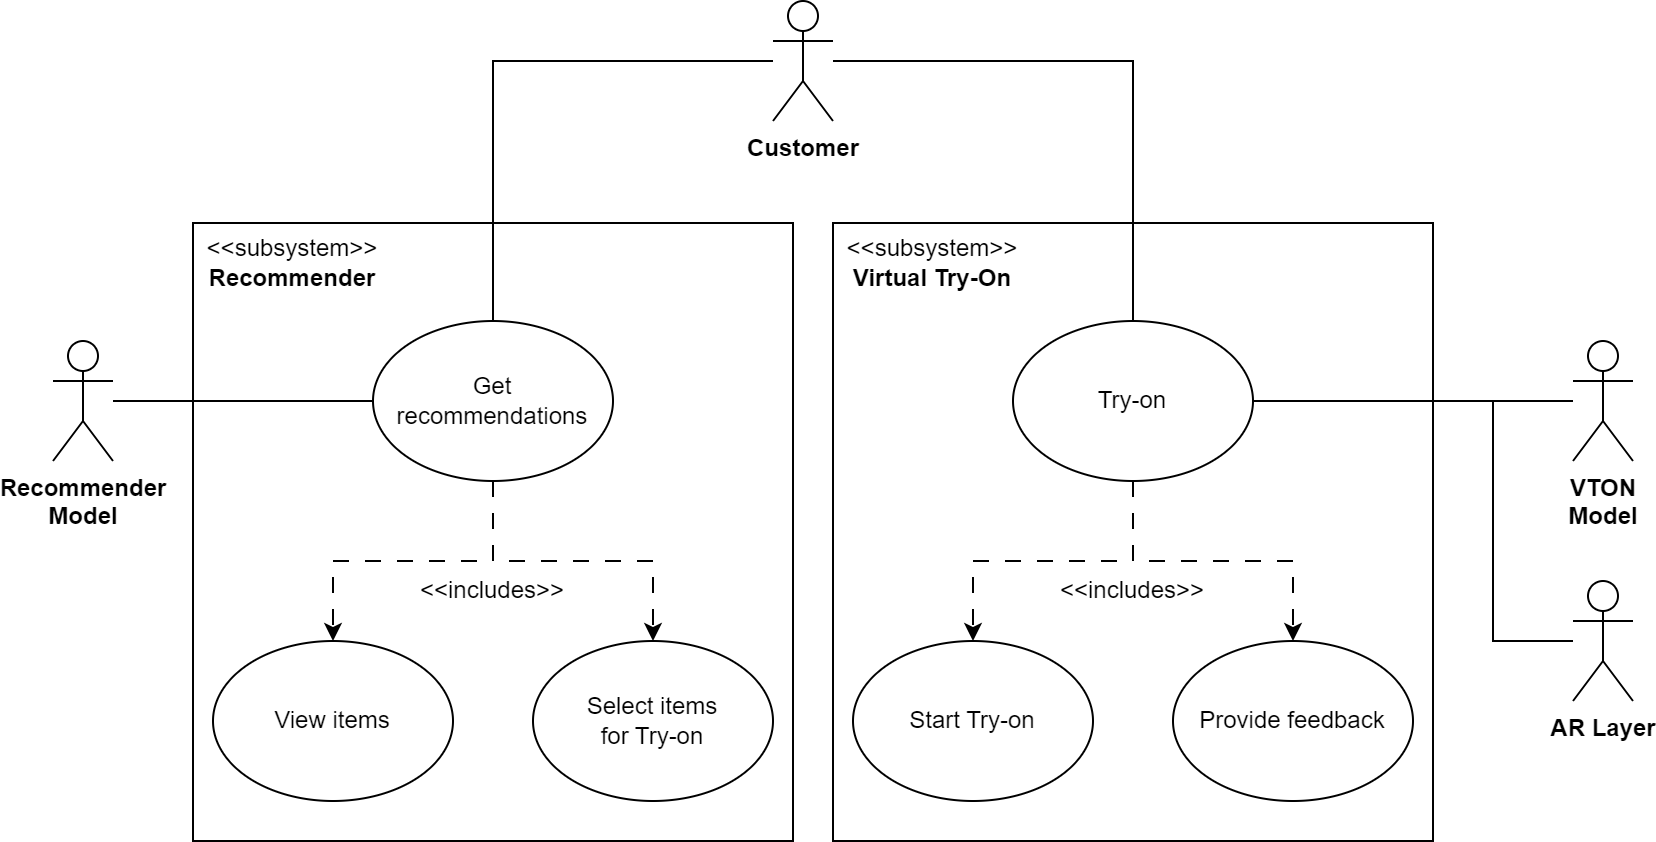 Customer
<<subsystem>>
Recommender
<<subsystem>>
Virtual Try-On
Get
recommendations
Try-on
Recommender
Model
VTON
Model
<<includes>>
<<includes>>
View items
Select items
for Try-on
Start Try-on
Provide feedback
AR Layer